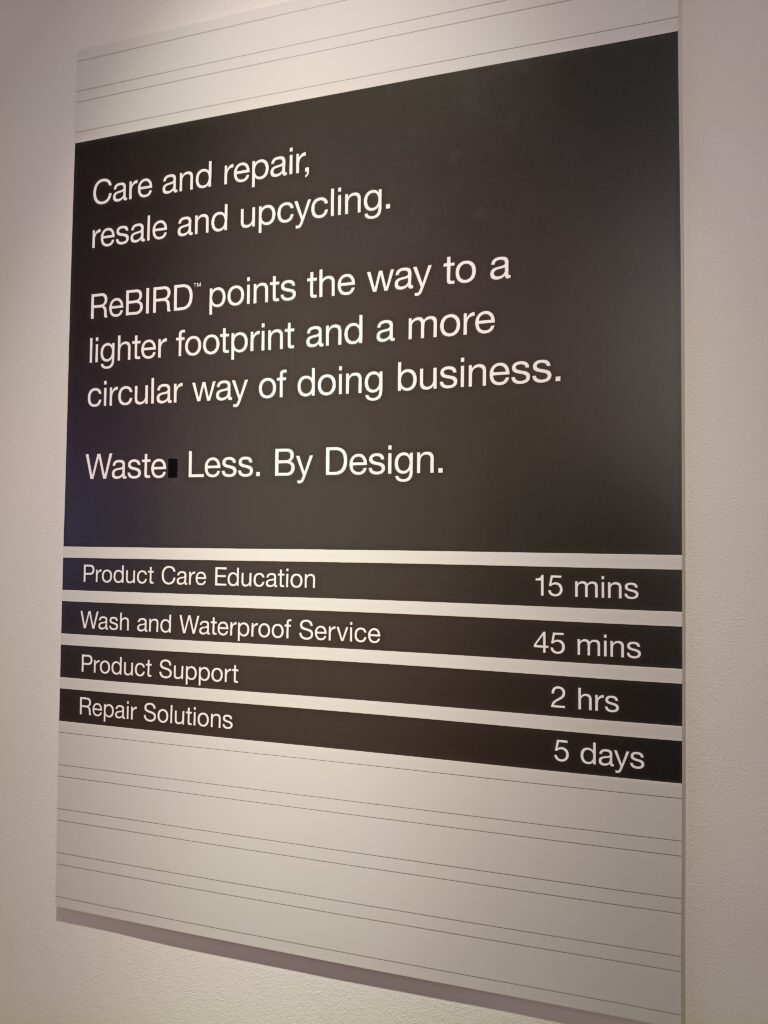 Care and repair,
resale and upcycling.
ReBIRD™ points the way to a
lighter footprint and a more
circular way of doing business.
Waste Less. By Design.
Product Care Education 15 mins
Wash and Waterproof Service 45 mins
Product Support 2 hrs
Repair Solutions 5 days